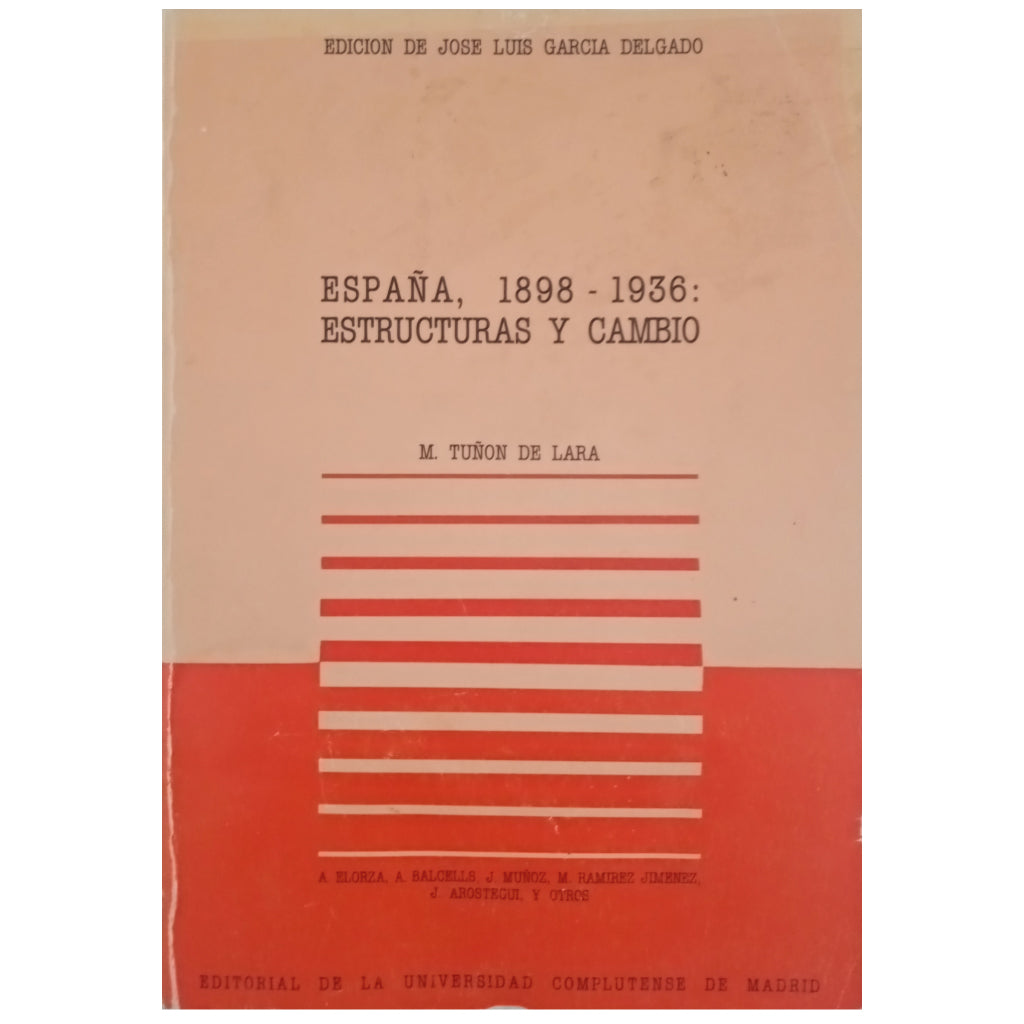 EDICION DE JOSE LUIS GARCIA DELGADO
ESPAÑA, 1898 - 1936:
ESTRUCTURAS Y CAMBIO
M. TUÑON DE LARA
A. ELORZA, A. BALCELLS, J. MUÑOZ, M. RAMIREZ JIMENEZ,
J. AROSTEGUI, Y OTROS
EDITORIAL DE LA UNIVERSIDAD COMPLUTENSE DE MADRID